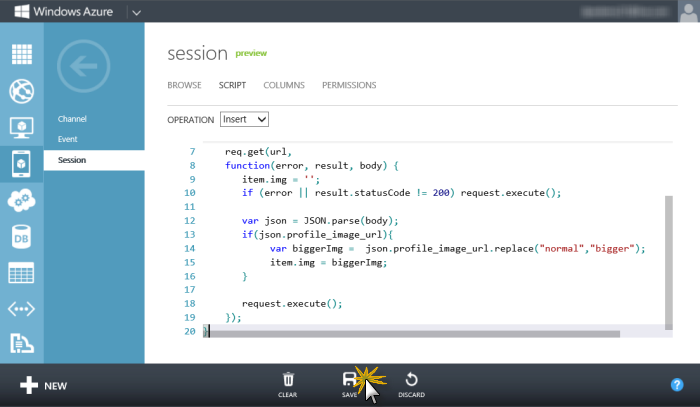 Windows Azure
session preview
BROWSE SCRIPT COLUMNS PERMISSIONS
Channel
Event
Session
OPERATION Insert
7 req.get(url,
8 function(error, result, body) {
9 item.img = '';
10 if (error || result.statusCode != 200) request.execute();
11
12 var json = JSON.parse(body);
13 if(json.profile_image_url){
14 var biggerImg = json.profile_image_url.replace("normal","bigger");
15 item.img = biggerImg;
16 }
17
18 request.execute();
19 });
20 }
DB
NEW
CLEAR
SAVE
DISCARD
?